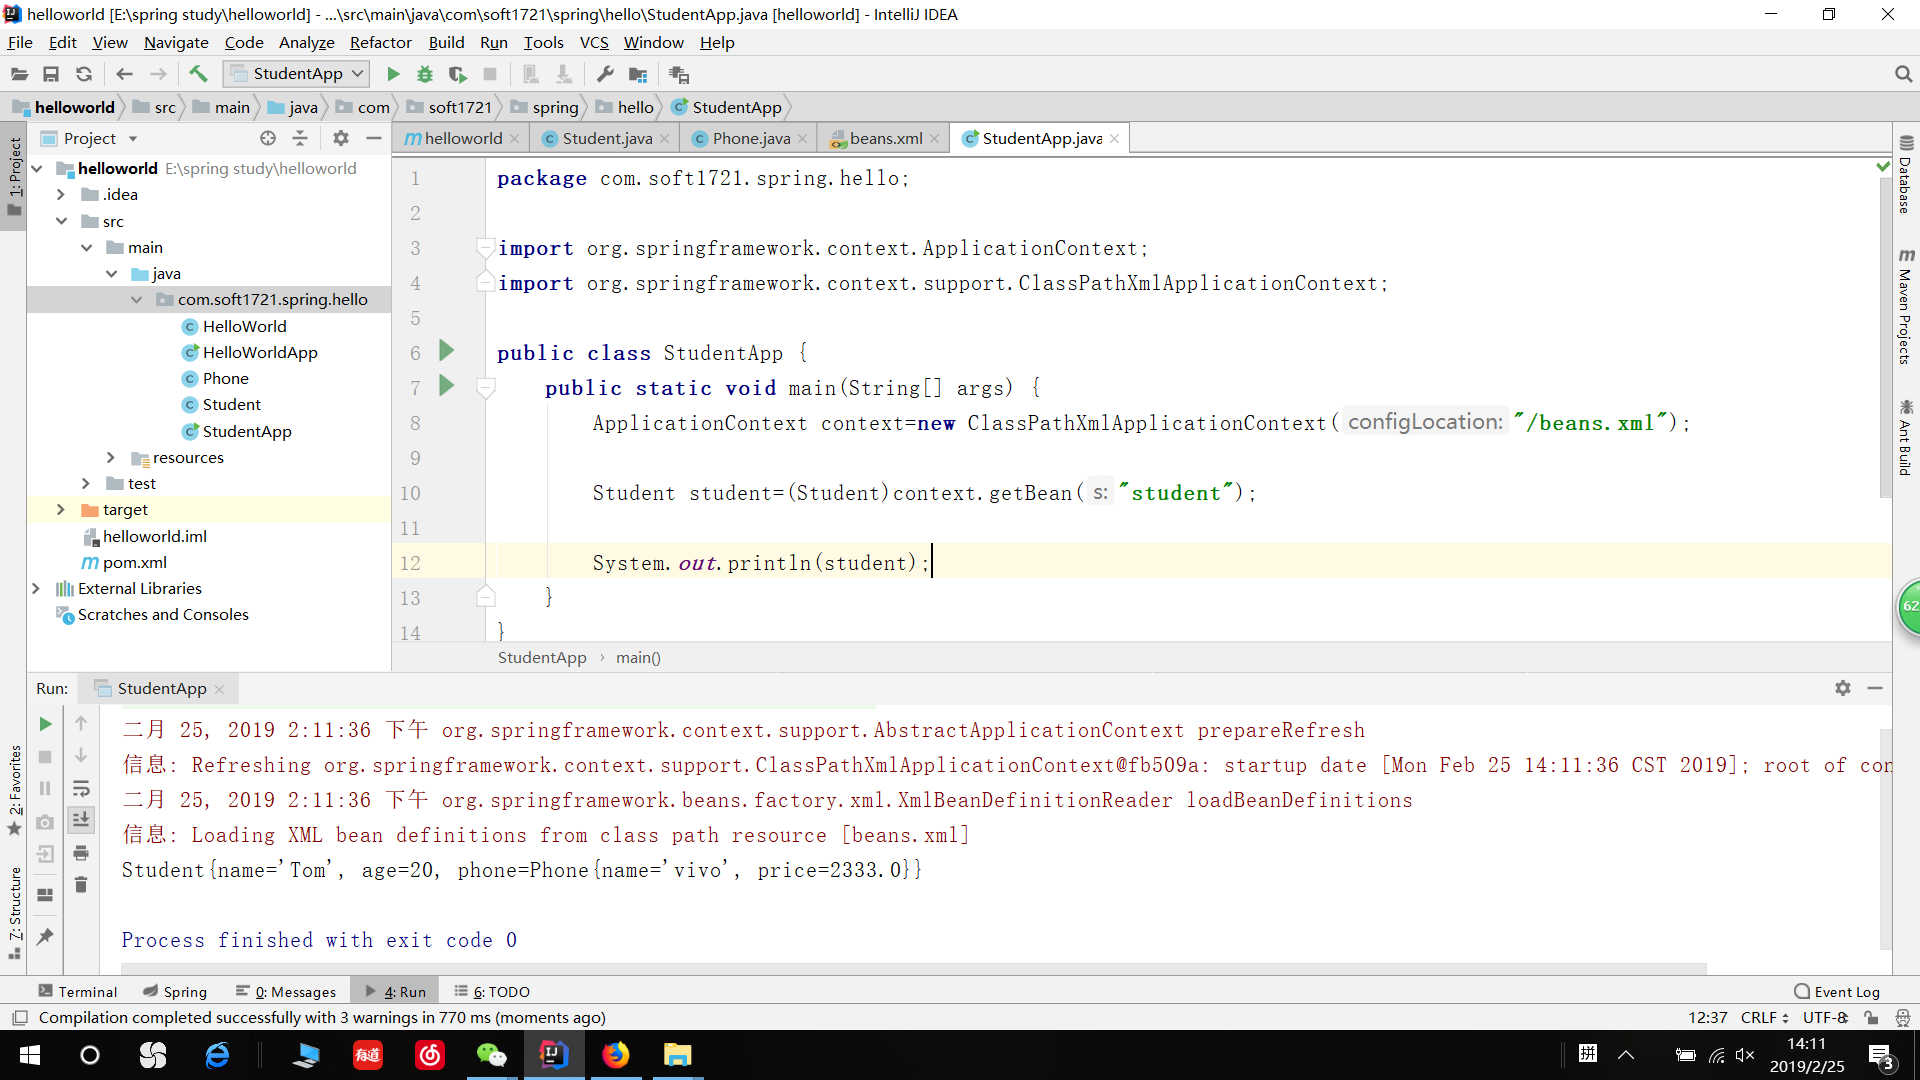 helloworld [E:\spring study\helloworld] - ...\src\main\java\com\soft1721\spring\hello\StudentApp.java [helloworld] - IntelliJ IDEA
File Edit View Navigate Code Analyze Refactor Build Run Tools VCS Window Help
StudentApp
helloworld src main java com soft1721 spring hello StudentApp
Project
helloworld Student.java Phone.java beans.xml StudentApp.java
1: Project
helloworld E:\spring study\helloworld
.idea
src
main
java
com.soft1721.spring.hello
HelloWorld
HelloWorldApp
Phone
Student
StudentApp
resources
test
target
helloworld.iml
pom.xml
External Libraries
Scratches and Consoles
1 package com.soft1721.spring.hello;
2
3 import org.springframework.context.ApplicationContext;
4 import org.springframework.context.support.ClassPathXmlApplicationContext;
5
6 public class StudentApp {
7 public static void main(String[] args) {
8 ApplicationContext context=new ClassPathXmlApplicationContext( configLocation: "/beans.xml");
9
10 Student student=(Student)context.getBean( s: "student");
11
12 System.out.println(student);
13 }
14 }
StudentApp › main()
Database
Maven Projects
Ant Build
62
Run: StudentApp
二月 25, 2019 2:11:36 下午 org.springframework.context.support.AbstractApplicationContext prepareRefresh
信息: Refreshing org.springframework.context.support.ClassPathXmlApplicationContext@fb509a: startup date [Mon Feb 25 14:11:36 CST 2019]; root of con
二月 25, 2019 2:11:36 下午 org.springframework.beans.factory.xml.XmlBeanDefinitionReader loadBeanDefinitions
信息: Loading XML bean definitions from class path resource [beans.xml]
Student{name='Tom', age=20, phone=Phone{name='vivo', price=2333.0}}
Process finished with exit code 0
2: Favorites
7: Structure
Terminal Spring 0: Messages 4: Run 6: TODO Event Log
Compilation completed successfully with 3 warnings in 770 ms (moments ago) 12:37 CRLF UTF-8
有道
拼
14:11
2019/2/25
3